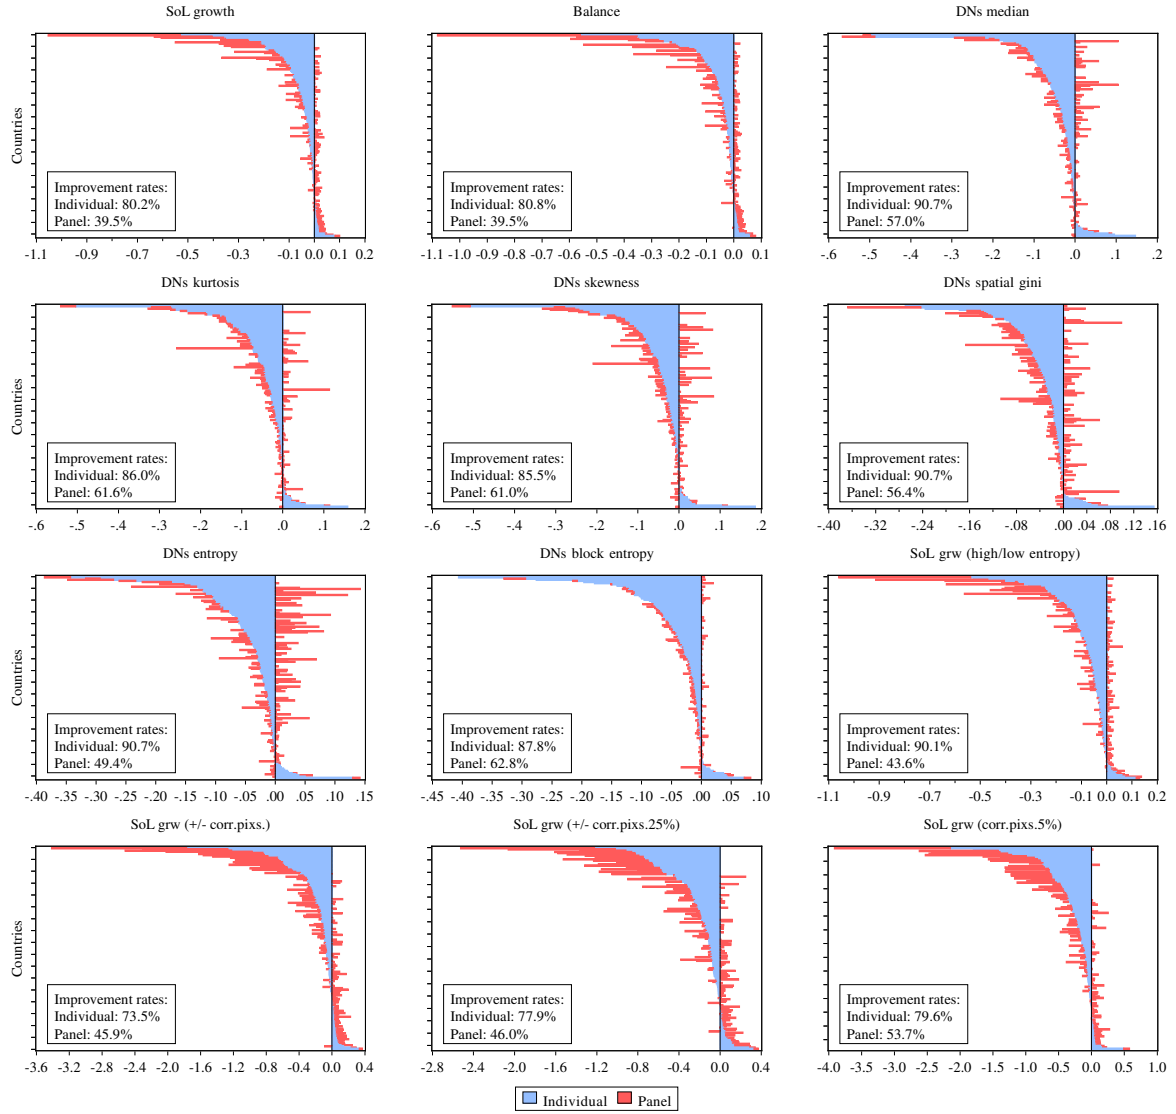 SoL growth
Balance
DNs median
Countries
Improvement rates:
Individual: 80.2%
Panel: 39.5%
Improvement rates:
Individual: 80.8%
Panel: 39.5%
Improvement rates:
Individual: 90.7%
Panel: 57.0%
-1.1 -0.9 -0.7 -0.5 -0.3 -0.1 0.0 0.2
-1.1 -1.0 -0.9 -0.8 -0.7 -0.6 -0.5 -0.4 -0.3 -0.2 -0.1 0.0 0.1
-.6 -.5 -.4 -.3 -.2 -.1 .0 .1 .2
DNs kurtosis
DNs skewness
DNs spatial gini
Countries
Improvement rates:
Individual: 86.0%
Panel: 61.6%
Improvement rates:
Individual: 85.5%
Panel: 61.0%
Improvement rates:
Individual: 90.7%
Panel: 56.4%
-.6 -.5 -.4 -.3 -.2 -.1 .0 .1 .2
-.6 -.5 -.4 -.3 -.2 -.1 .0 .1 .2
-.40 -.32 -.24 -.16 -.08 .00 .04 .08 .12 .16
DNs entropy
DNs block entropy
SoL grw (high/low entropy)
Countries
Improvement rates:
Individual: 90.7%
Panel: 49.4%
Improvement rates:
Individual: 87.8%
Panel: 62.8%
Improvement rates:
Individual: 90.1%
Panel: 43.6%
-.40 -.35 -.30 -.25 -.20 -.15 -.10 -.05 .00 .05 .10 .15
-.45 -.40 -.35 -.30 -.25 -.20 -.15 -.10 -.05 .00 .05 .10
-1.1 -0.9 -0.7 -0.5 -0.3 -0.1 0.0 0.2
SoL grw (+/- corr.pixs.)
SoL grw (+/- corr.pixs.25%)
SoL grw (corr.pixs.5%)
Countries
Improvement rates:
Individual: 73.5%
Panel: 45.9%
Improvement rates:
Individual: 77.9%
Panel: 46.0%
Improvement rates:
Individual: 79.6%
Panel: 53.7%
-3.6 -3.2 -2.8 -2.4 -2.0 -1.6 -1.2 -0.8 -0.4 0.0 0.4
-2.8 -2.4 -2.0 -1.6 -1.2 -0.8 -0.4 0.0 0.4
-4.0 -3.5 -3.0 -2.5 -2.0 -1.5 -1.0 -0.5 0.0 0.5 1.0
Individual Panel